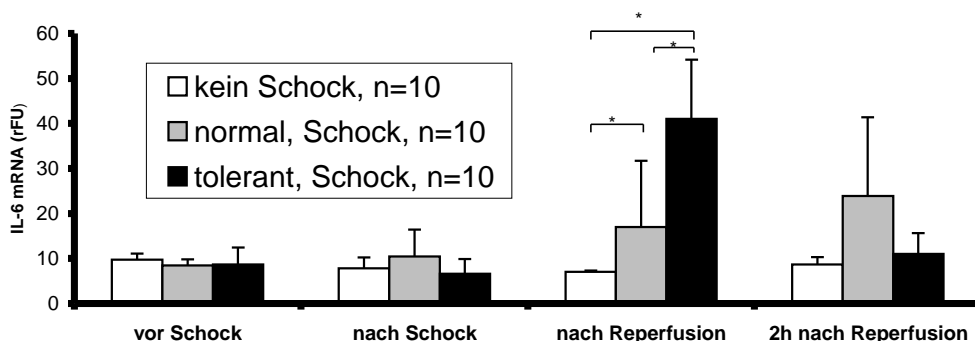 IL-6 mRNA (rFU)
60
50
40
30
20
10
0
kein Schock, n=10
normal, Schock, n=10
tolerant, Schock, n=10
*
*
*
vor Schock
nach Schock
nach Reperfusion
2h nach Reperfusion